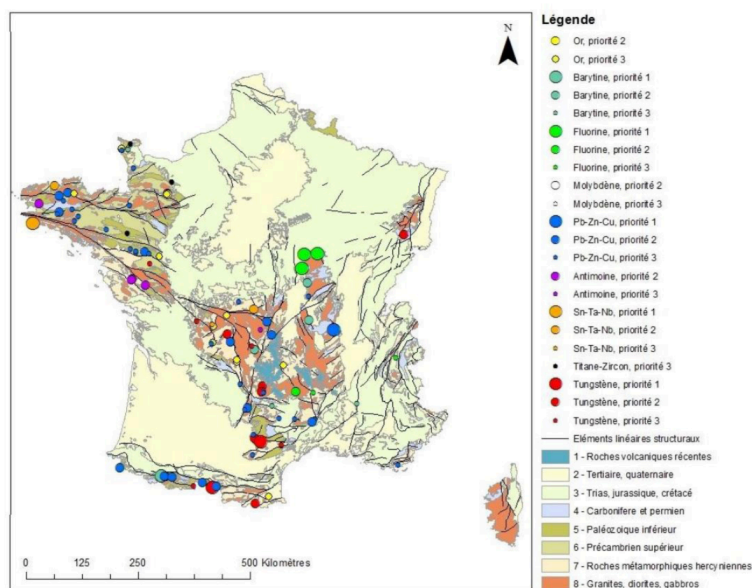 N
Légende
Or, priorité 2
Or, priorité 3
Barytine, priorité 1
Barytine, priorité 2
Barytine, priorité 3
Fluorine, priorité 1
Fluorine, priorité 2
Fluorine, priorité 3
Molybdène, priorité 2
Molybdène, priorité 3
Pb-Zn-Cu, priorité 1
Pb-Zn-Cu, priorité 2
Pb-Zn-Cu, priorité 3
Antimoine, priorité 2
Antimoine, priorité 3
Sn-Ta-Nb, priorité 1
Sn-Ta-Nb, priorité 2
Sn-Ta-Nb, priorité 3
Titane-Zircon, priorité 3
Tungstène, priorité 1
Tungstène, priorité 2
Tungstène, priorité 3
Eléments linéaires structuraux
1 - Roches volcaniques récentes
2 - Tertiaire, quaternaire
3 - Trias, jurassique, crétacé
4 - Carbonifere et permien
5 - Paléozoique inférieur
6 - Précambrien supérieur
7 - Roches métamorphiques hercyniennes
8 - Granites, diorites, gabbros
0 125 250 500 Kilomètres